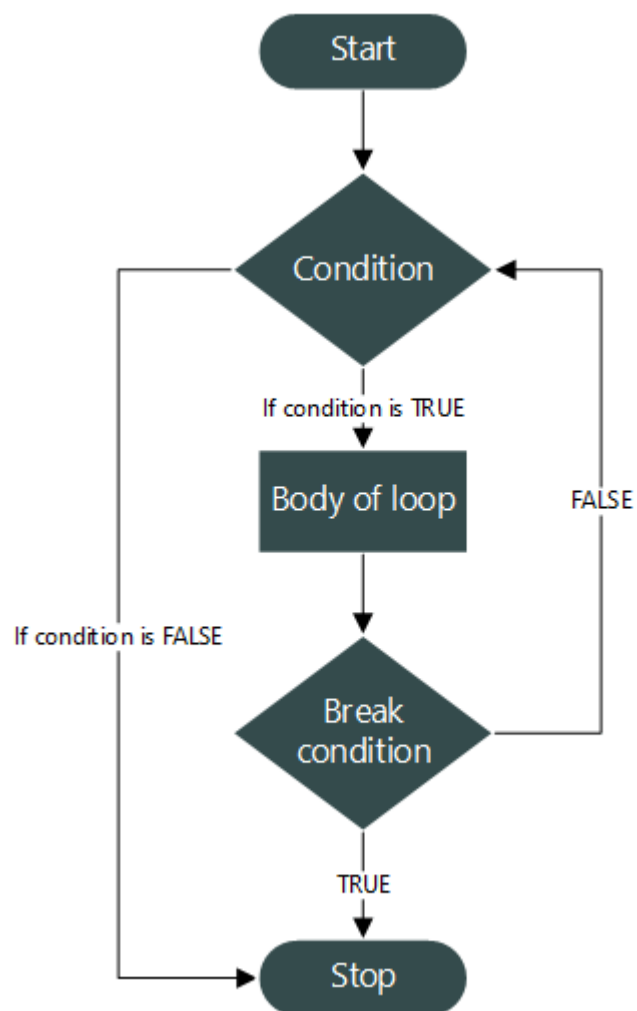 Start
Condition
If condition is TRUE
Body of loop
FALSE
If condition is FALSE
Break
condition
TRUE
Stop